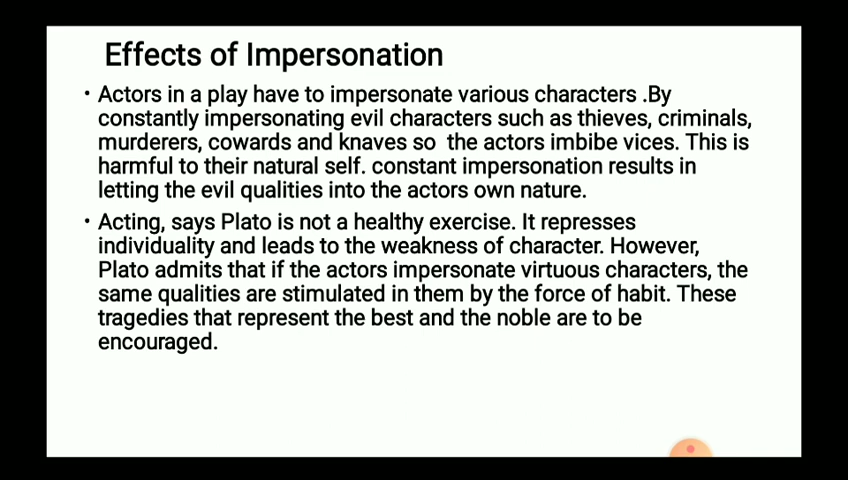 Effects of Impersonation
• Actors in a play have to impersonate various characters .By
constantly impersonating evil characters such as thieves, criminals,
murderers, cowards and knaves so  the actors imbibe vices. This is
harmful to their natural self. constant impersonation results in
letting the evil qualities into the actors own nature.
• Acting, says Plato is not a healthy exercise. It represses
individuality and leads to the weakness of character. However,
Plato admits that if the actors impersonate virtuous characters, the
same qualities are stimulated in them by the force of habit. These
tragedies that represent the best and the noble are to be
encouraged.